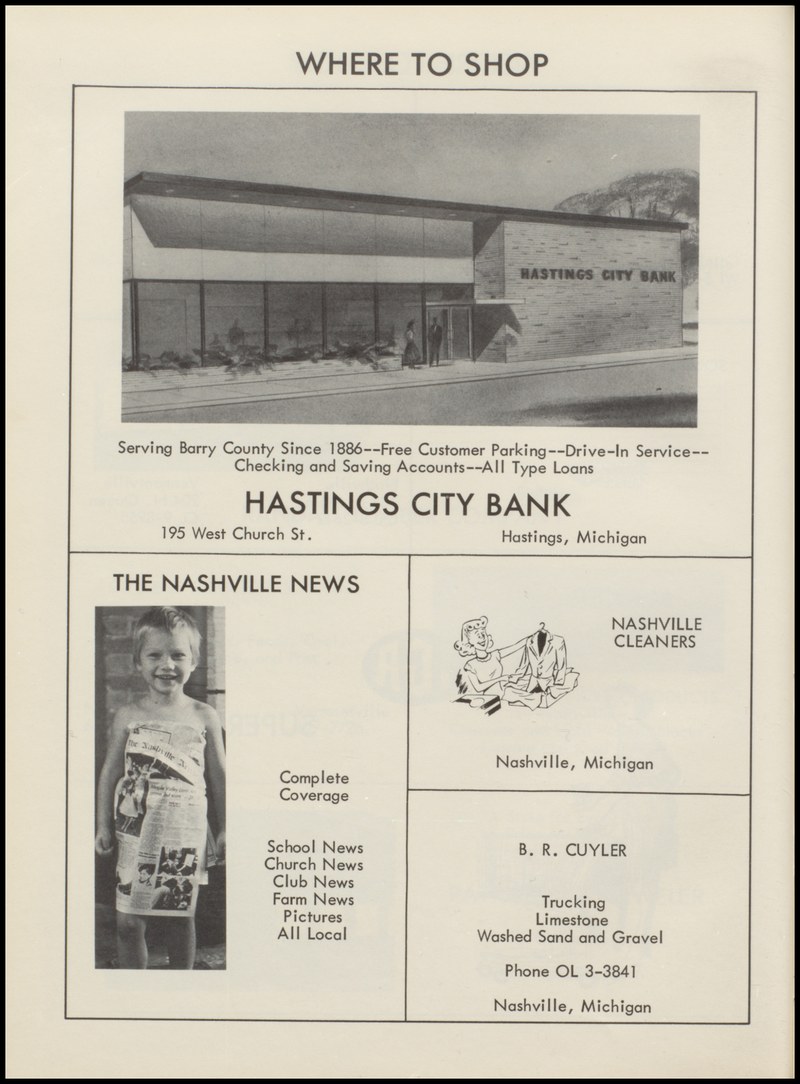 WHERE TO SHOP
HASTINGS CITY BANK
Serving Barry County Since 1886--Free Customer Parking--Drive-In Service--
Checking and Saving Accounts--All Type Loans
HASTINGS CITY BANK
195 West Church St.
Hastings, Michigan
THE NASHVILLE NEWS
The Nashville
Complete
Coverage
School News
Church News
Club News
Farm News
Pictures
All Local
NASHVILLE
CLEANERS
Nashville, Michigan
B. R. CUYLER
Trucking
Limestone
Washed Sand and Gravel
Phone OL 3-3841
Nashville, Michigan